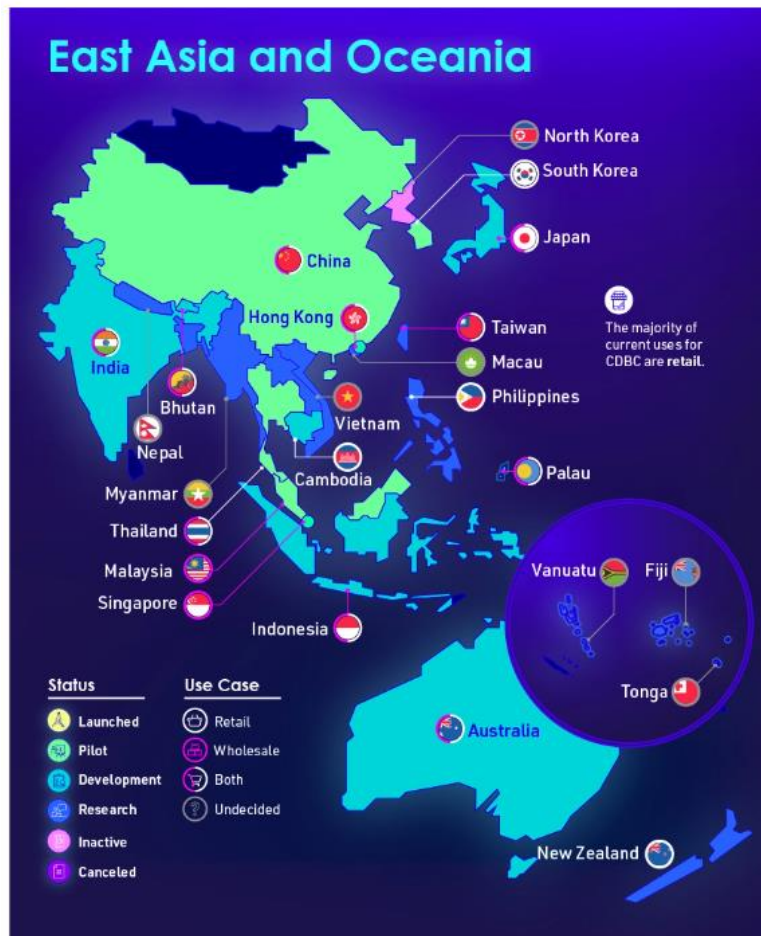 East Asia and Oceania
North Korea
South Korea
Japan
China
Hong Kong
Taiwan
The majority of
current uses for
CDBC are retail.
Macau
India
Philippines
Bhutan
Vietnam
Nepal
Cambodia
Palau
Myanmar
Thailand
Malaysia
Vanuatu
Fiji
Singapore
Indonesia
Tonga
Australia
Status
Use Case
Launched
Retail
Pilot
Wholesale
Development
Both
Research
Undecided
Inactive
Canceled
New Zealand